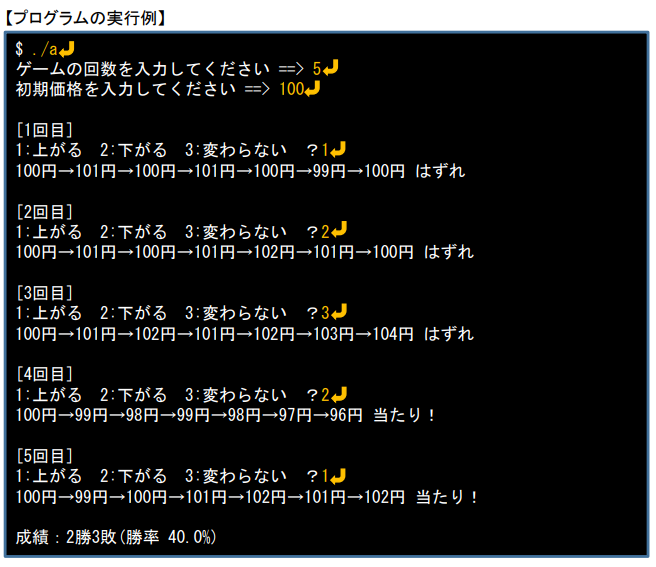 【プログラムの実行例】
$ ./a↵
ゲームの回数を入力してください ==> 5↵
初期価格を入力してください ==> 100↵
[1回目]
1:上がる 2:下がる 3:変わらない ？1↵
100円→101円→100円→101円→100円→99円→100円 はずれ
[2回目]
1:上がる 2:下がる 3:変わらない ？2↵
100円→101円→100円→101円→102円→101円→100円 はずれ
[3回目]
1:上がる 2:下がる 3:変わらない ？3↵
100円→101円→102円→101円→102円→103円→104円 はずれ
[4回目]
1:上がる 2:下がる 3:変わらない ？2↵
100円→99円→98円→99円→98円→97円→96円 当たり！
[5回目]
1:上がる 2:下がる 3:変わらない ？1↵
100円→99円→100円→101円→102円→101円→102円 当たり！
成績：2勝3敗(勝率 40.0%)